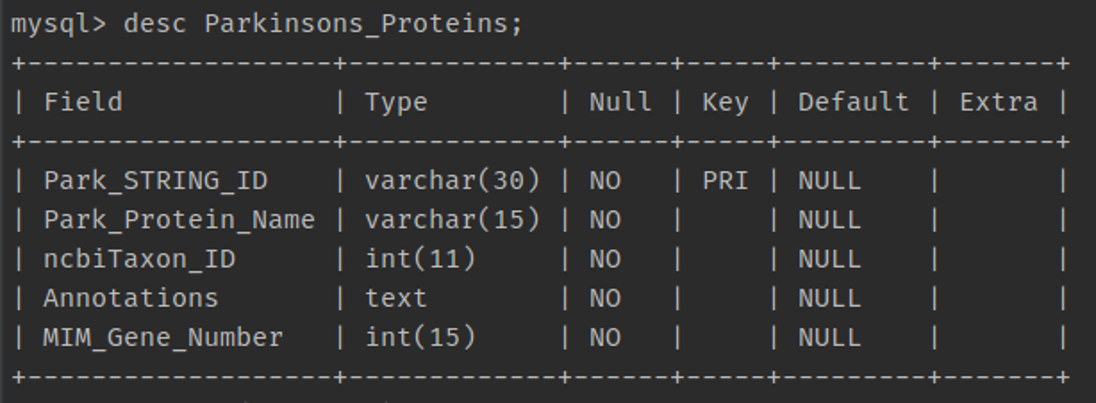 mysql> desc Parkinsons_Proteins;
+-------------------+-------------+------+-----+---------+-------+
| Field             | Type        | Null | Key | Default | Extra |
+-------------------+-------------+------+-----+---------+-------+
| Park_STRING_ID    | varchar(30) | NO   | PRI | NULL    |       |
| Park_Protein_Name | varchar(15) | NO   |     | NULL    |       |
| ncbiTaxon_ID      | int(11)     | NO   |     | NULL    |       |
| Annotations       | text        | NO   |     | NULL    |       |
| MIM_Gene_Number   | int(15)     | NO   |     | NULL    |       |
+-------------------+-------------+------+-----+---------+-------+